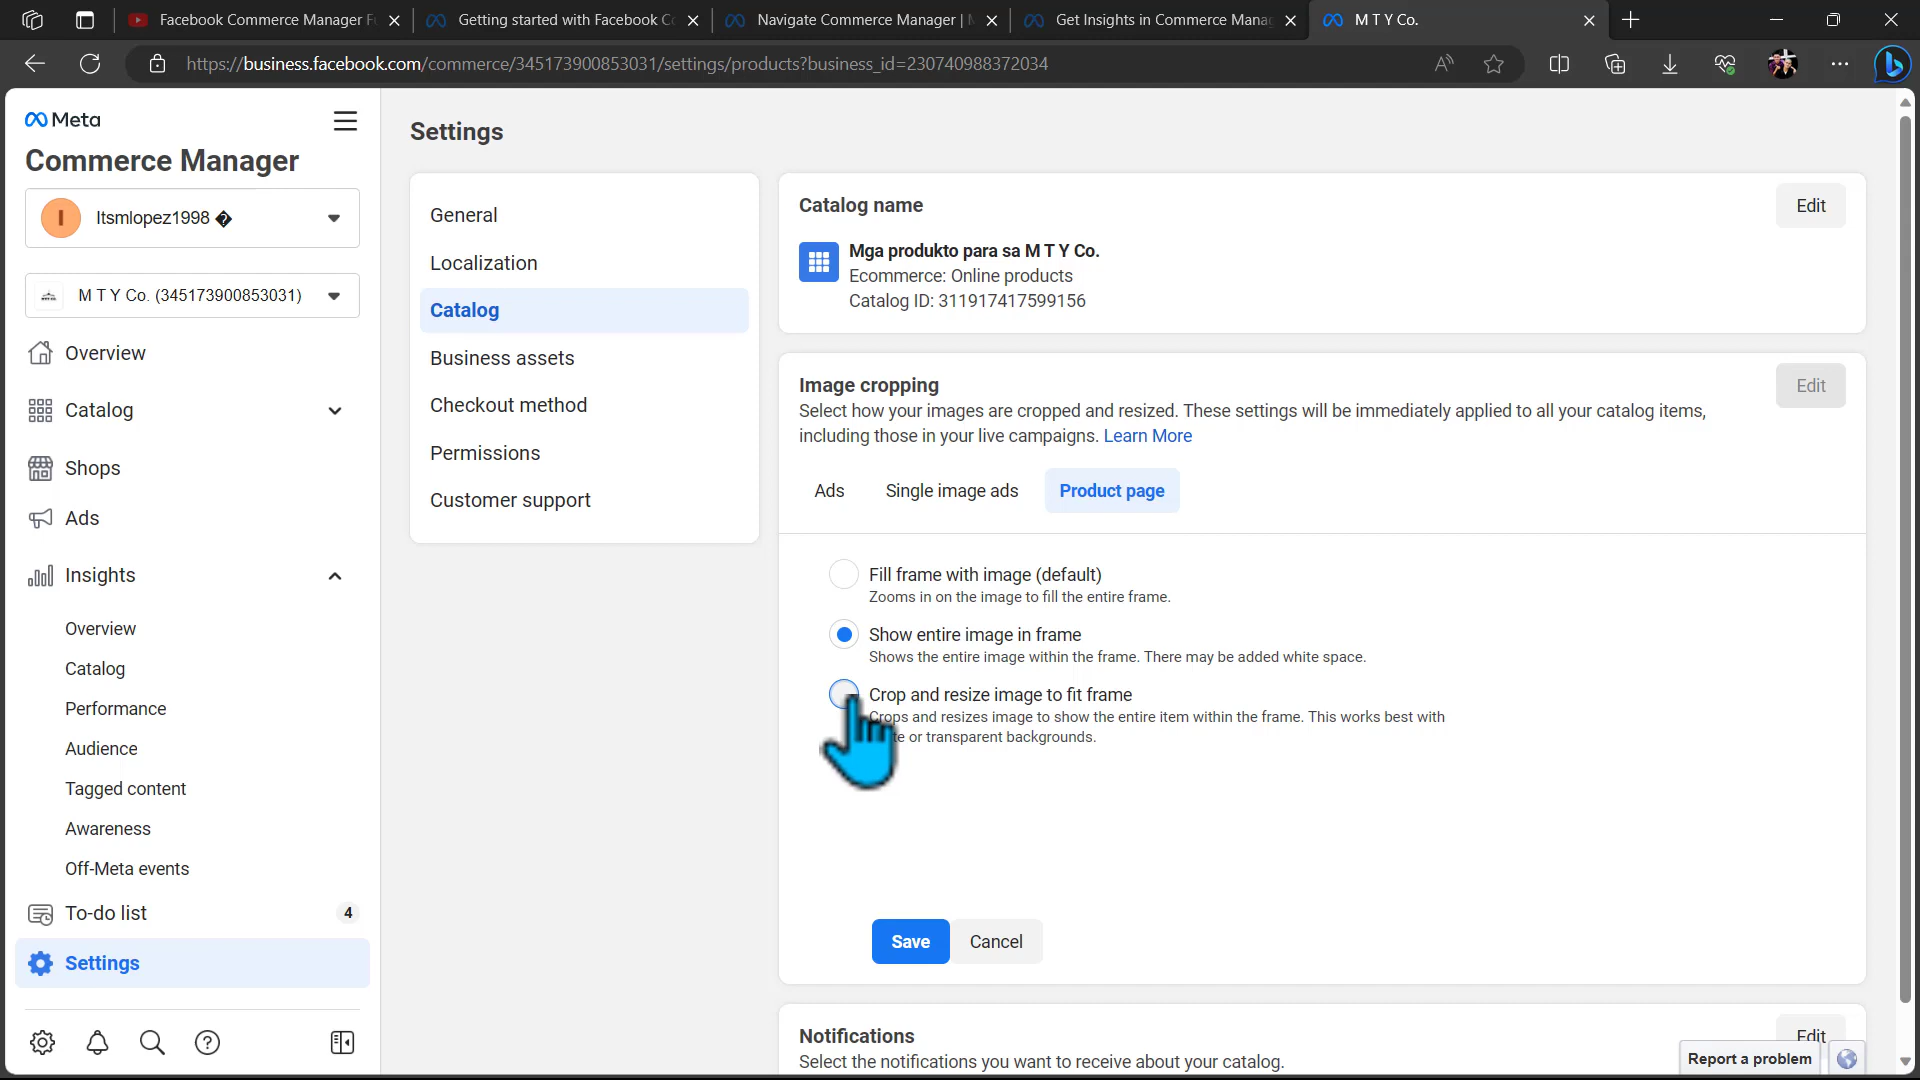 Facebook Commerce Manager F
Getting started with Facebook Co
Navigate Commerce Manager |
Get Insights in Commerce Manag
M T Y Co.
https://business.facebook.com/commerce/345173900853031/settings/products?business_id=230740988372034
Meta
Commerce Manager
I
Itsmlopez1998 �
M T Y Co. (345173900853031)
Overview
Catalog
Shops
Ads
Insights
Overview
Catalog
Performance
Audience
Tagged content
Awareness
Off-Meta events
To-do list 4
Settings
Settings
General
Localization
Catalog
Business assets
Checkout method
Permissions
Customer support
Catalog name
Edit
Mga produkto para sa M T Y Co.
Ecommerce: Online products
Catalog ID: 311917417599156
Image cropping
Edit
Select how your images are cropped and resized. These settings will be immediately applied to all your catalog items,
including those in your live campaigns. Learn More
Ads Single image ads Product page
Fill frame with image (default)
Zooms in on the image to fill the entire frame.
Show entire image in frame
Shows the entire image within the frame. There may be added white space.
Crop and resize image to fit frame
Crops and resizes image to show the entire item within the frame. This works best with
or transparent backgrounds.
Save Cancel
Notifications
Edit
Select the notifications you want to receive about your catalog.
Report a problem